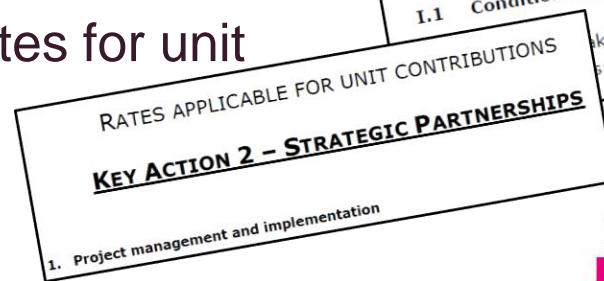 tes for unit
I.1
RATES APPLICABLE FOR UNIT CONTRIBUTIONS
KEY ACTION 2 – STRATEGIC PARTNERSHIPS
1. Project management and implementation